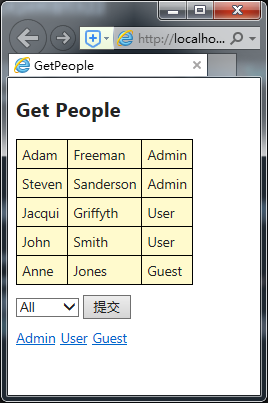 http://localho...
GetPeople
Get People
Adam Freeman Admin
Steven Sanderson Admin
Jacqui Griffyth User
John Smith User
Anne Jones Guest
All 提交
Admin User Guest